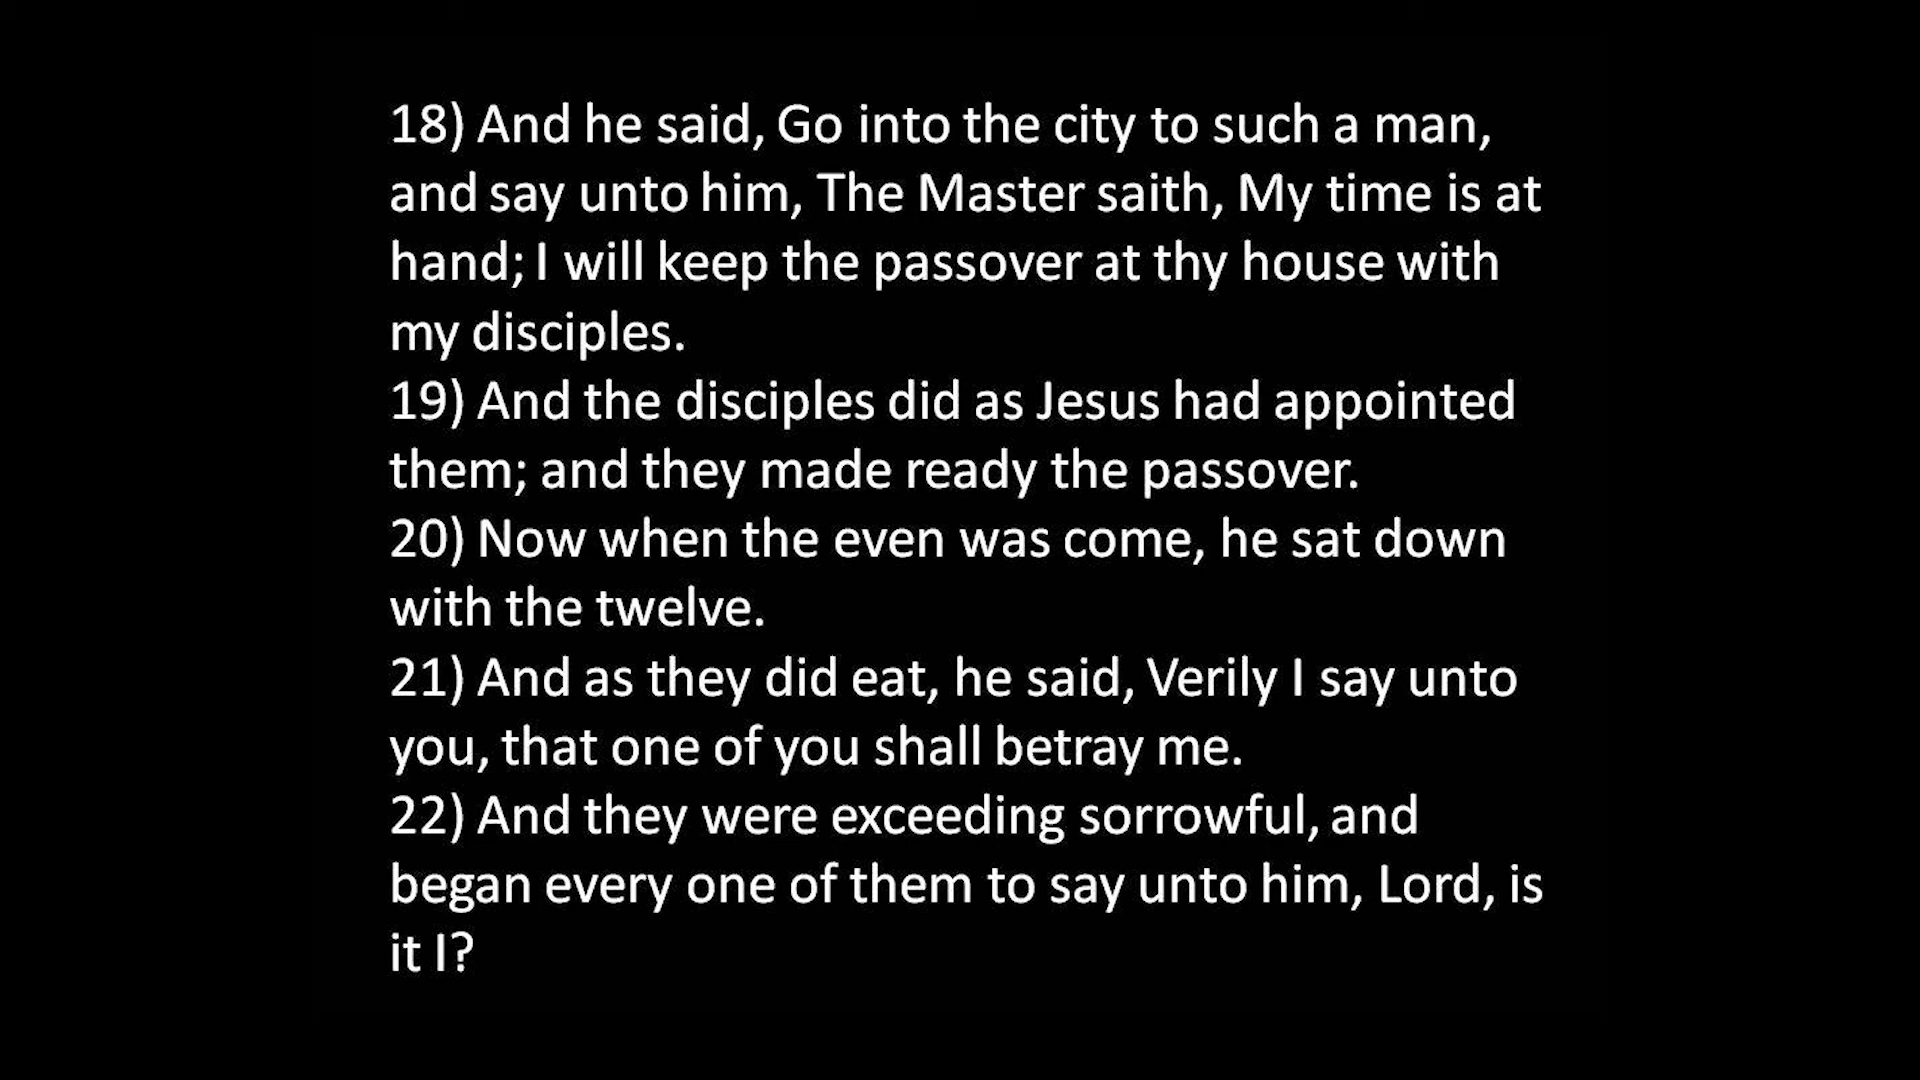 18) And he said, Go into the city to such a man,
and say unto him, The Master saith, My time is at
hand; I will keep the passover at thy house with
my disciples.
19) And the disciples did as Jesus had appointed
them; and they made ready the passover.
20) Now when the even was come, he sat down
with the twelve.
21) And as they did eat, he said, Verily I say unto
you, that one of you shall betray me.
22) And they were exceeding sorrowful, and
began every one of them to say unto him, Lord, is
it I?